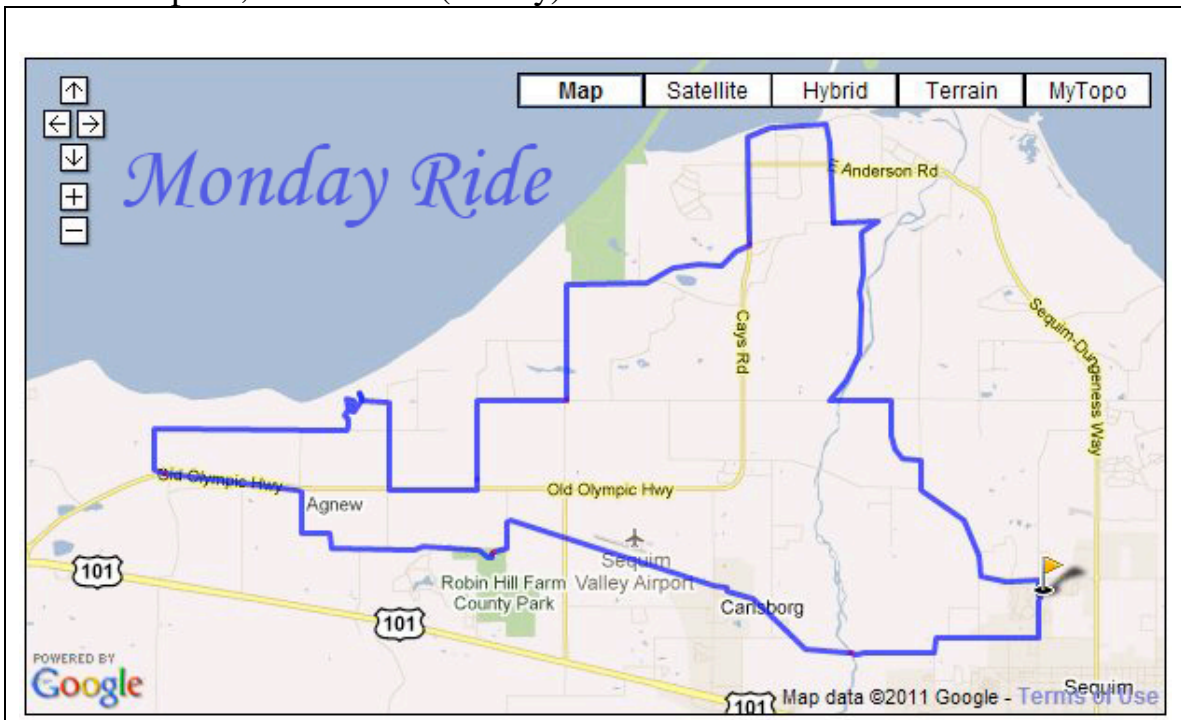 Map Satellite Hybrid Terrain MyTopo
Monday Ride
E Anderson Rd
Sequim-Dungeness Way
Cays Rd
Old Olympic Hwy
Old Olympic Hwy
Agnew
Sequim
Valley Airport
101
Robin Hill Farm
County Park
Carlsborg
101
POWERED BY
Google
101
Map data ©2011 Google - Terms of Use
Sequim